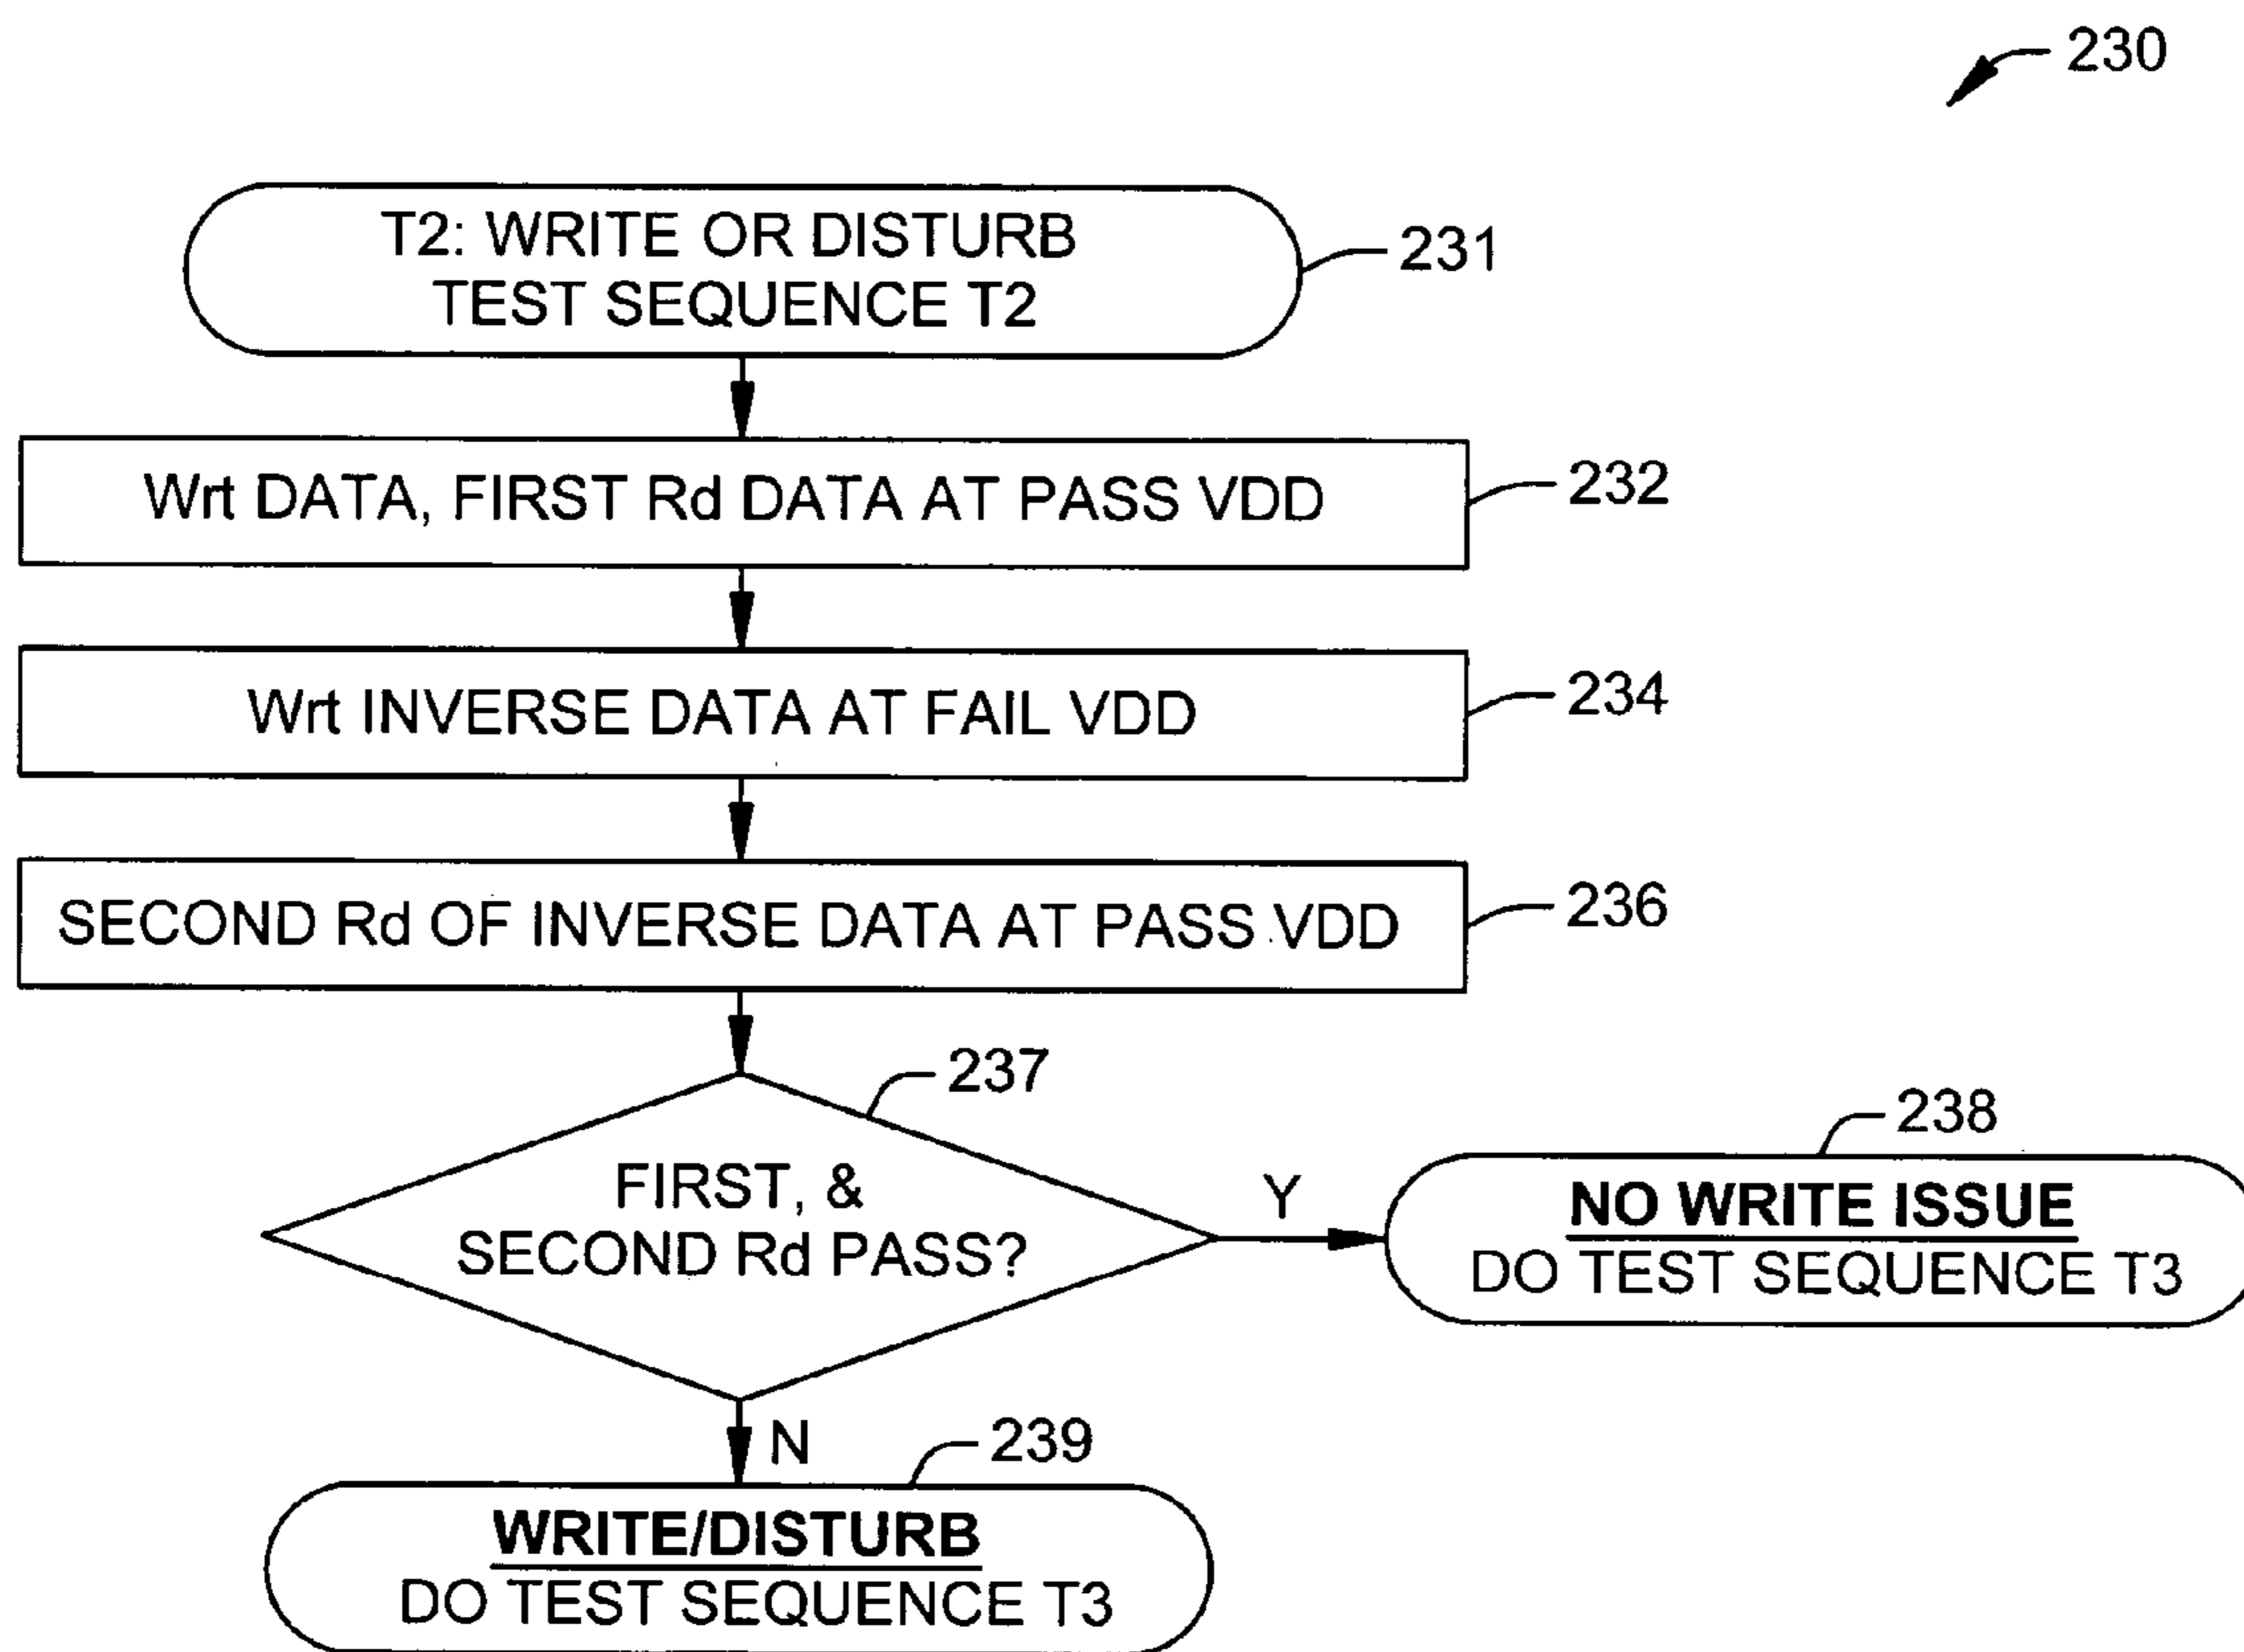 230
T2: WRITE OR DISTURB
TEST SEQUENCE T2
231
Wrt DATA, FIRST Rd DATA AT PASS VDD
232
Wrt INVERSE DATA AT FAIL VDD
234
SECOND Rd OF INVERSE DATA AT PASS VDD
236
237
FIRST, &
SECOND Rd PASS?
Y
238
NO WRITE ISSUE
DO TEST SEQUENCE T3
N
239
WRITE/DISTURB
DO TEST SEQUENCE T3